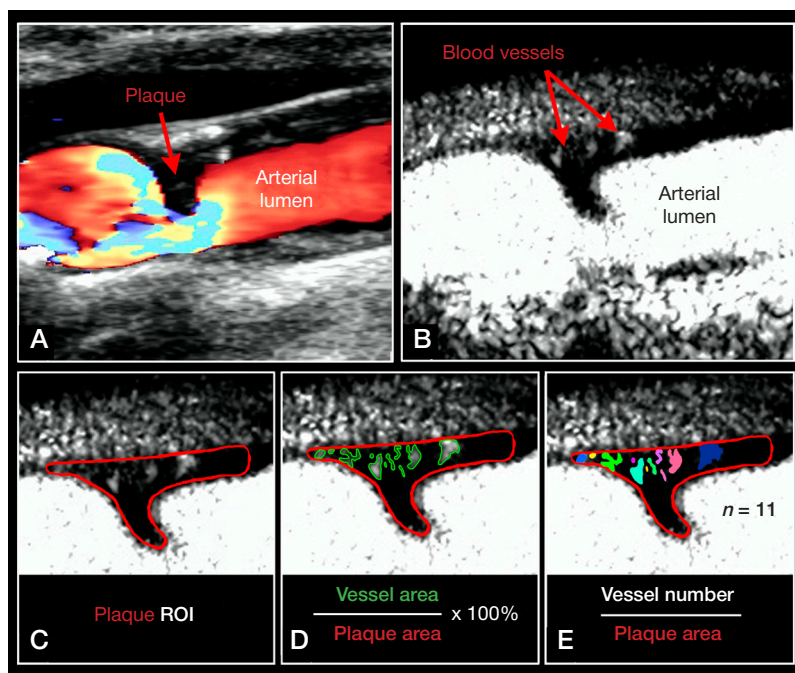 Plaque
Arterial
lumen
A
Blood vessels
Arterial
lumen
B
Plaque ROI
C
Vessel area
x 100%
Plaque area
D
n = 11
Vessel number
Plaque area
E